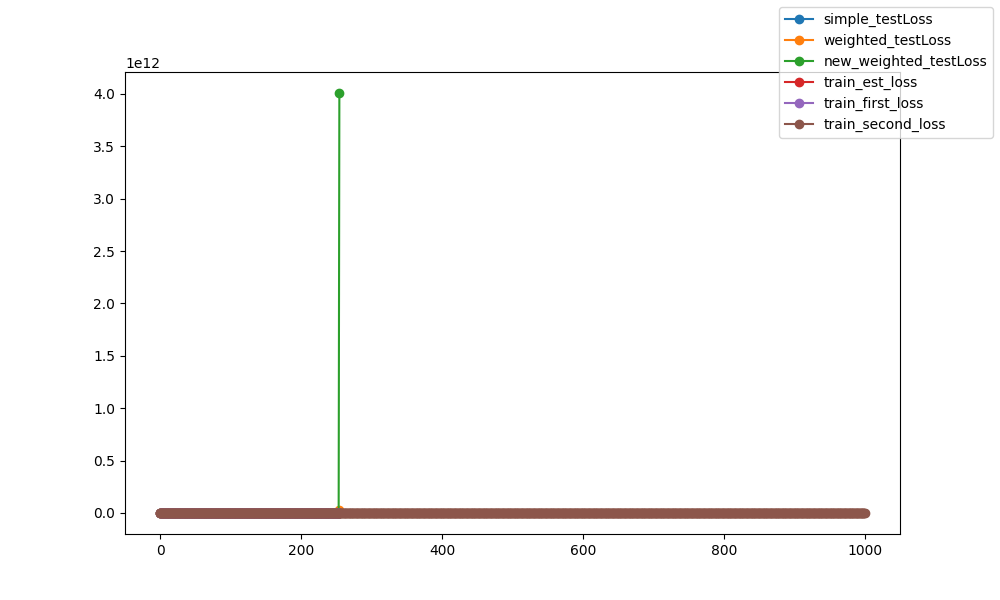 simple_testLoss
weighted_testLoss
new_weighted_testLoss
train_est_loss
train_first_loss
train_second_loss
1e12
4.0
3.5
3.0
2.5
2.0
1.5
1.0
0.5
0.0
0 200 400 600 800 1000